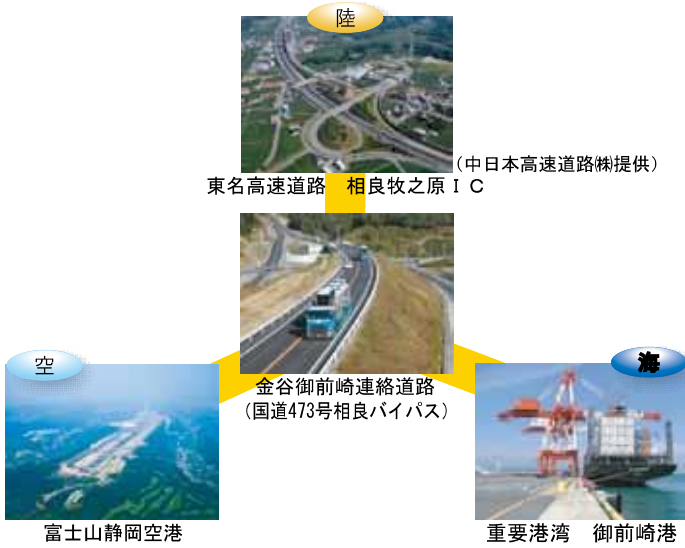 陸
(中日本高速道路㈱提供)
東名高速道路 相良牧之原IC
空
海
金谷御前崎連絡道路
(国道473号相良バイパス)
富士山静岡空港
重要港湾 御前崎港